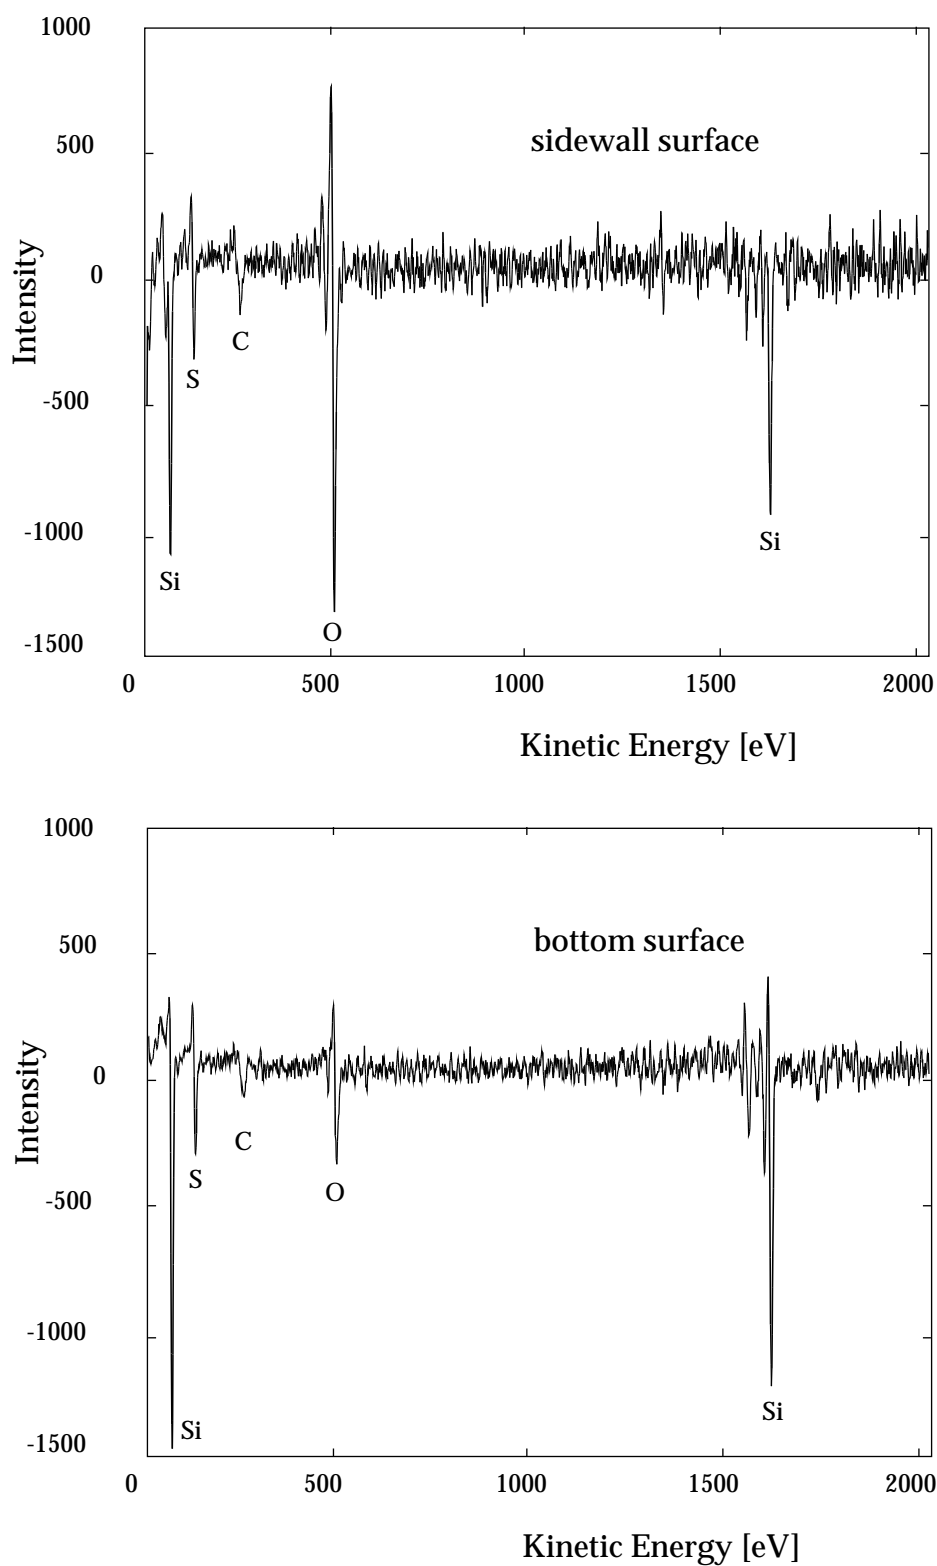 1000
sidewall surface
500
0
Intensity
C
S
-500
-1000
Si
Si
O
-1500
0 500 1000 1500 2000
Kinetic Energy [eV]
1000
bottom surface
500
0
Intensity
C
S
O
-500
-1000
Si
Si
-1500
0 500 1000 1500 2000
Kinetic Energy [eV]